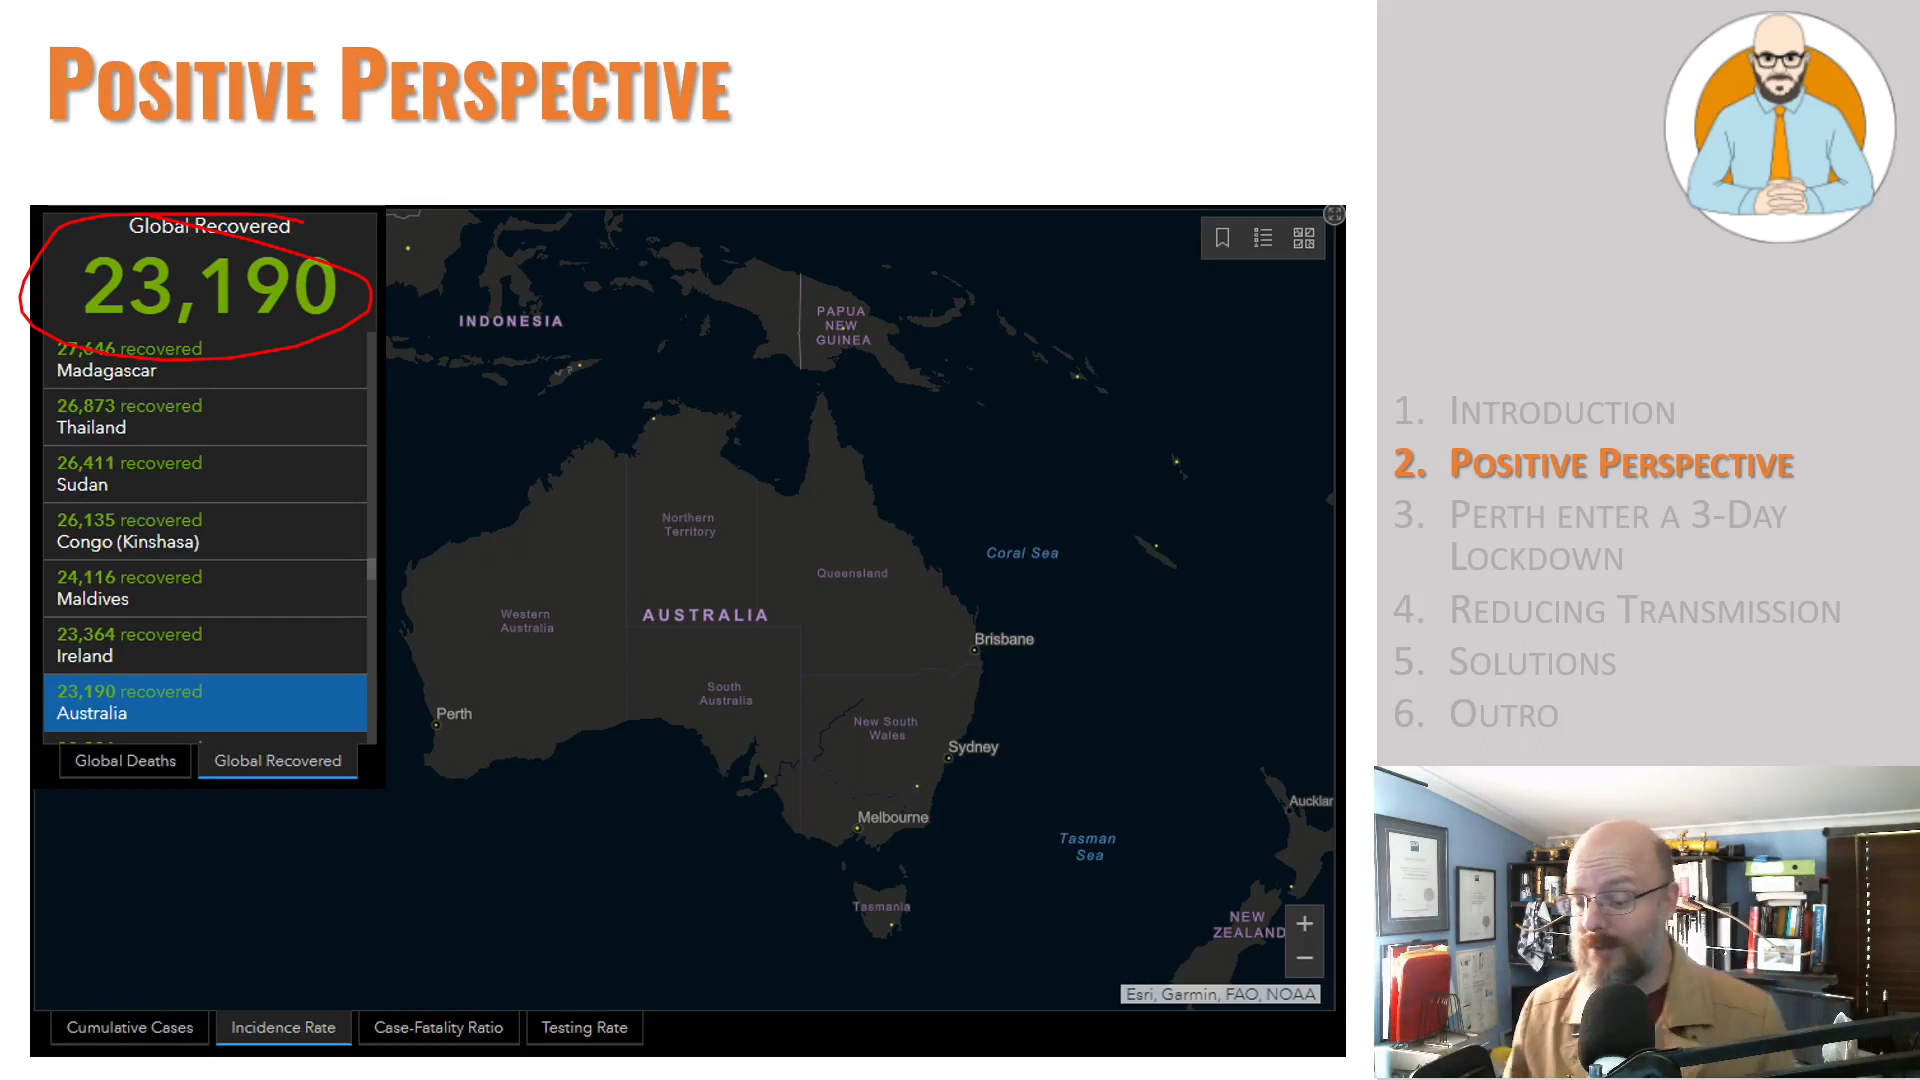 POSITIVE PERSPECTIVE
Global Recovered
23,190
27,646 recovered
Madagascar
26,873 recovered
Thailand
26,411 recovered
Sudan
26,135 recovered
Congo (Kinshasa)
24,116 recovered
Maldives
23,364 recovered
Ireland
23,190 recovered
Australia
Global Deaths
Global Recovered
INDONESIA
PAPUA
NEW
GUINEA
Northern
Territory
Coral Sea
Queensland
Western
Australia
AUSTRALIA
Brisbane
South
Australia
Perth
New South
Wales
Sydney
Aucklan
Melbourne
Tasman
Sea
Tasmania
NEW
ZEALAND
+
−
Esri, Garmin, FAO, NOAA
Cumulative Cases
Incidence Rate
Case-Fatality Ratio
Testing Rate
1. INTRODUCTION
2. POSITIVE PERSPECTIVE
3. PERTH ENTER A 3-DAY
LOCKDOWN
4. REDUCING TRANSMISSION
5. SOLUTIONS
6. OUTRO